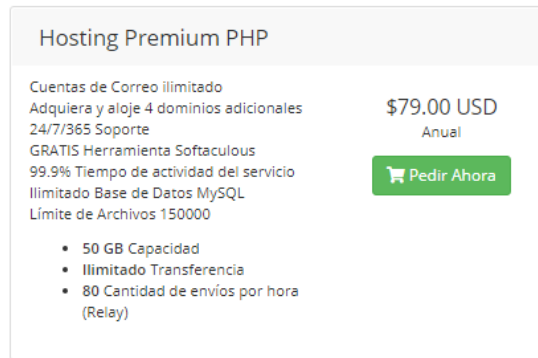 Hosting Premium PHP
Cuentas de Correo ilimitado
Adquiera y aloje 4 dominios adicionales
24/7/365 Soporte
GRATIS Herramienta Softaculous
99.9% Tiempo de actividad del servicio
Ilimitado Base de Datos MySQL
Límite de Archivos 150000
50 GB Capacidad
Ilimitado Transferencia
80 Cantidad de envíos por hora
(Relay)
$79.00 USD
Anual
Pedir Ahora